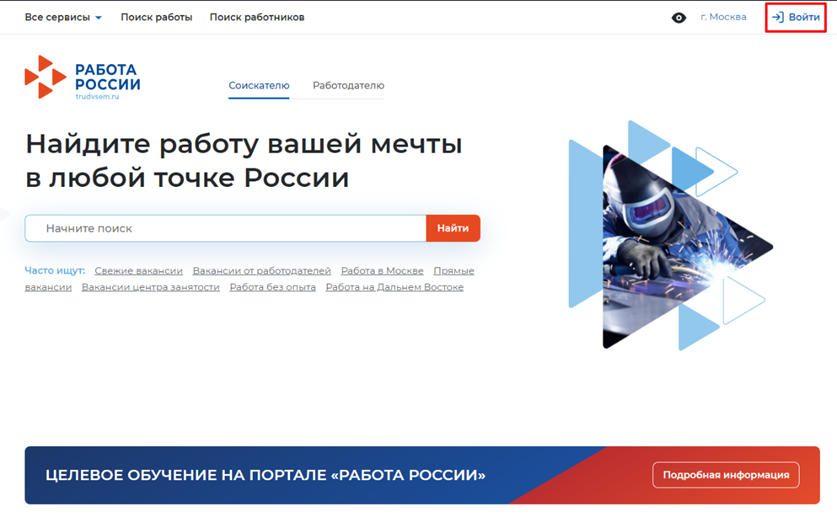 Все сервисы Поиск работы Поиск работников г. Москва Войти
РАБОТА
РОССИИ
trudvsem.ru
Соискателю Работодателю
Найдите работу вашей мечты
в любой точке России
Начните поиск Найти
Часто ищут: Свежие вакансии Вакансии от работодателей Работа в Москве Прямые
вакансии Вакансии центра занятости Работа без опыта Работа на Дальнем Востоке
ЦЕЛЕВОЕ ОБУЧЕНИЕ НА ПОРТАЛЕ «РАБОТА РОССИИ» Подробная информация